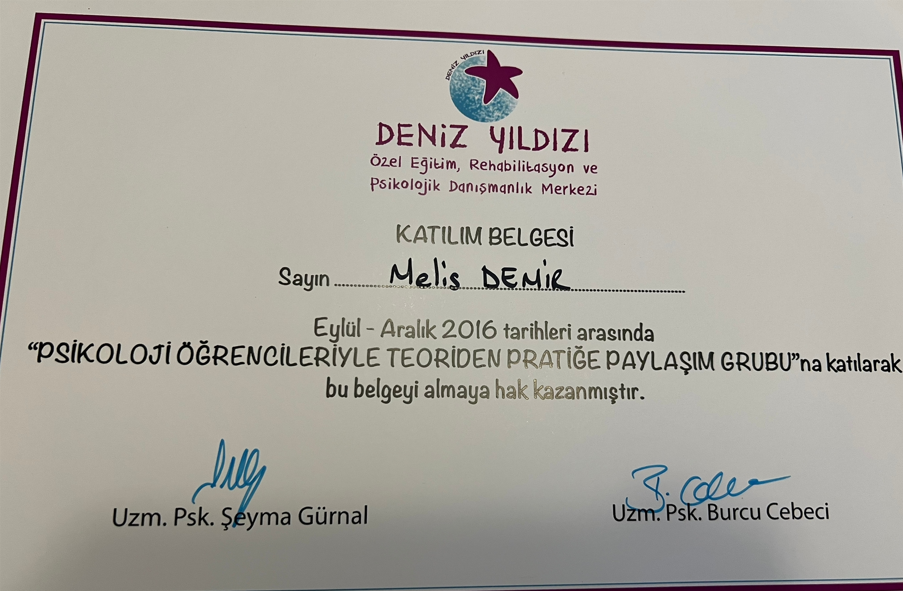 DENİZ YILDIZI
DENİZ YILDIZI
Özel Eğitim, Rehabilitasyon ve
Psikolojik Danışmanlık Merkezi
KATILIM BELGESİ
Sayın Melis DEMİR
Eylül - Aralık 2016 tarihleri arasında
“PSİKOLOJİ ÖĞRENCİLERİYLE TEORİDEN PRATİĞE PAYLAŞIM GRUBU”na katılarak
bu belgeyi almaya hak kazanmıştır.
Uzm. Psk. Şeyma Gürnal
Uzm. Psk. Burcu Cebeci